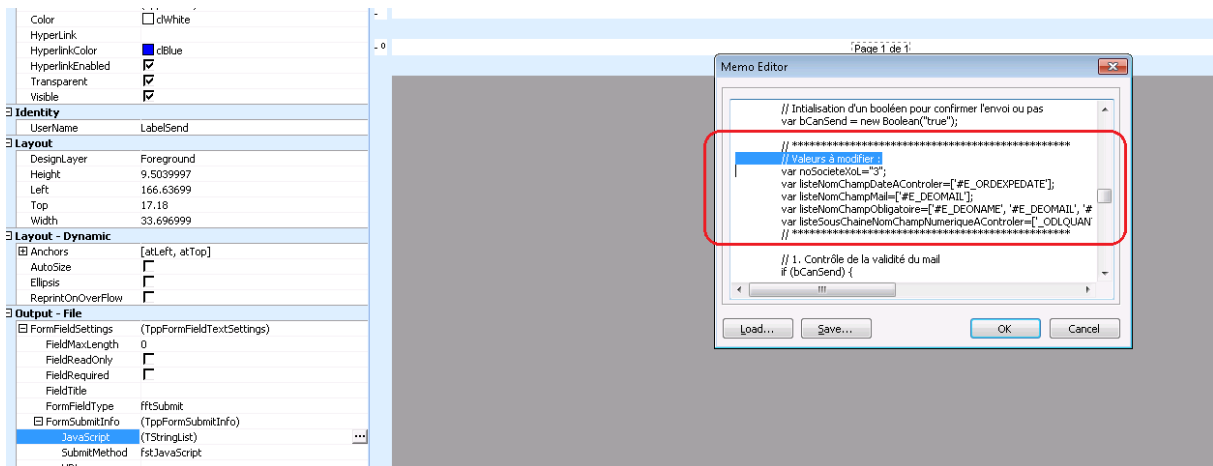 Color clWhite
HyperLink
HyperlinkColor clBlue
HyperlinkEnabled
Transparent
Visible
Identity
UserName LabelSend
Layout
DesignLayer Foreground
Height 9.5039997
Left 166.63699
Top 17.18
Width 33.696999
Layout - Dynamic
Anchors [atLeft, atTop]
AutoSize
Ellipsis
ReprintOnOverFlow
Output - File
FormFieldSettings (TppFormFieldTextSettings)
FieldMaxLength 0
FieldReadOnly
FieldRequired
FieldTitle
FormFieldType fftSubmit
FormSubmitInfo (TppFormSubmitInfo)
JavaScript (TStringList) ...
SubmitMethod fstJavaScript
0
Page 1 de 1
Memo Editor
// Intialisation d'un booléen pour confirmer l'envoi ou pas
var bCanSend = new Boolean("true");
// Valeurs à modifier :
var noSocieteXoL="3";
var listeNomChampDateAControler=['#E_ORDEXPEDATE'];
var listeNomChampMail=['#E_DEOMAIL'];
var listeNomChampObligatoire=['#E_DEONAME', '#E_DEOMAIL', '#
var listeSousChaineNomChampNumeriqueAControler=['_ODLQUAN
// 1. Contrôle de la validité du mail
if (bCanSend) {
Load... Save... OK Cancel